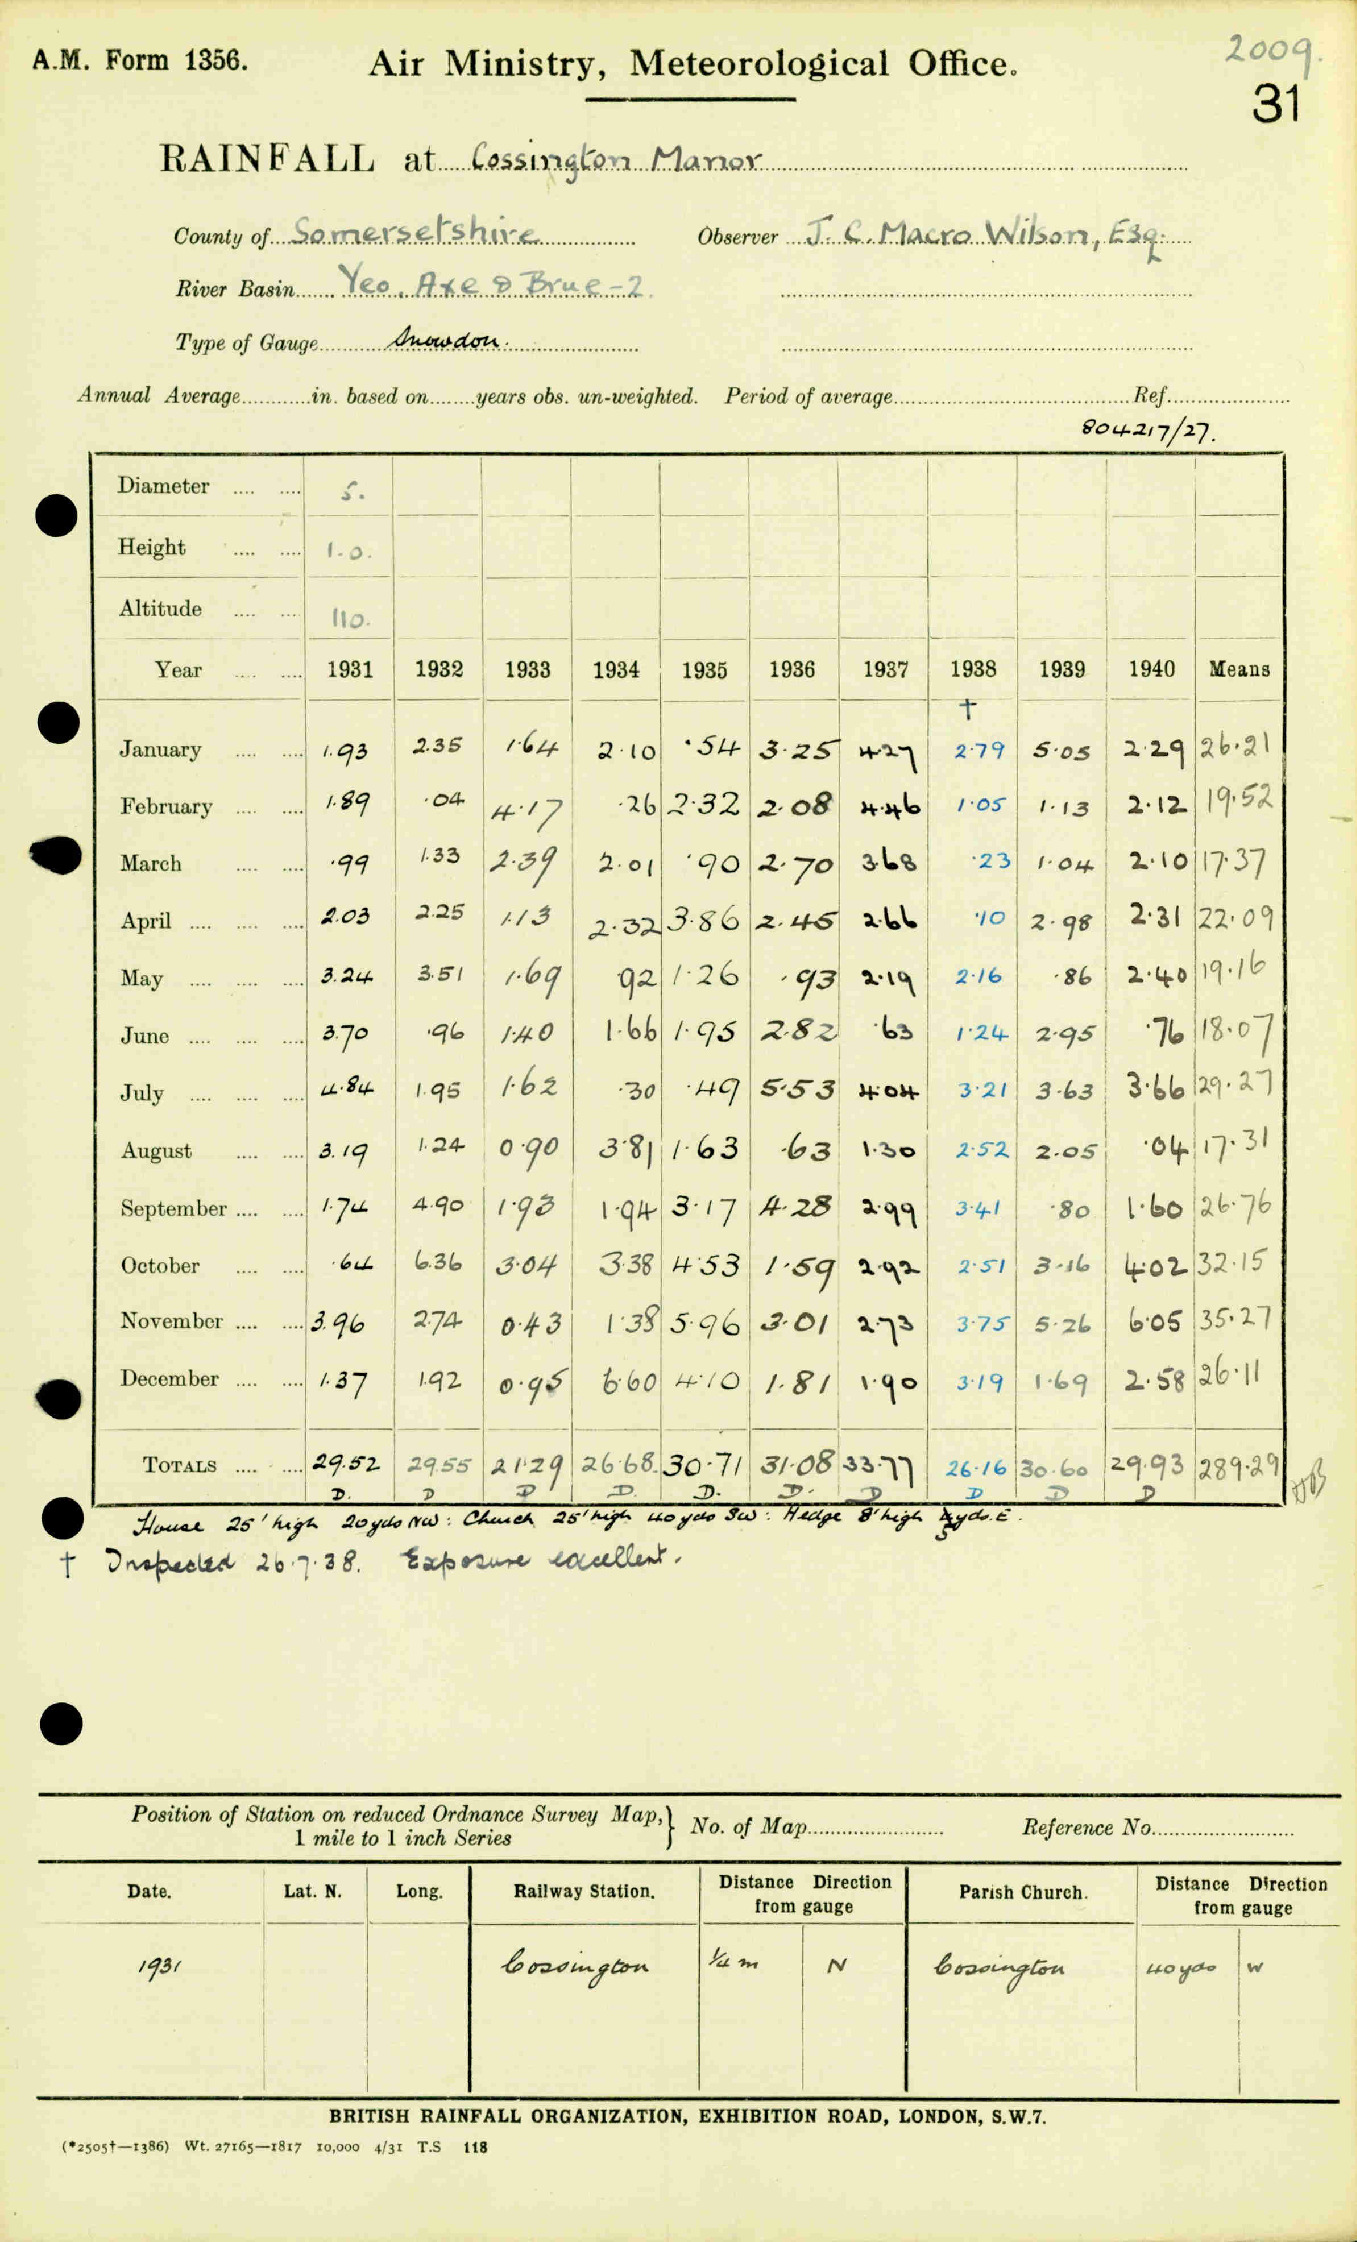 A.M. Form 1356. Air Ministry, Meteorological Office. 2009.
31
RAINFALL at Cossington Manor
County of Somersetshire Observer J. C. Macro Wilson, Esq.
River Basin Yeo, Axe & Brue - 2.
Type of Gauge Snowdon.
Annual Average in. based on years obs. un-weighted. Period of average Ref.
804217/27.
Diameter 5.
Height 1.0.
Altitude 110.
Year 1931 1932 1933 1934 1935 1936 1937 1938 1939 1940 Means
†
January 1.93 2.35 1.64 2.10 .54 3.25 4.27 2.79 5.05 2.29 26.21
February 1.89 .04 4.17 .26 2.32 2.08 4.46 1.05 1.13 2.12 19.52
March .99 1.33 2.39 2.01 .90 2.70 3.68 .23 1.04 2.10 17.37
April 2.03 2.25 1.13 2.32 3.86 2.45 2.66 .10 2.98 2.31 22.09
May 3.24 3.51 1.69 .92 1.26 .93 2.19 2.16 .86 2.40 19.16
June 3.70 .96 1.40 1.66 1.95 2.82 .63 1.24 2.95 .76 18.07
July 4.84 1.95 1.62 .30 .49 5.53 4.04 3.21 3.63 3.66 29.27
August 3.19 1.24 0.90 3.81 1.63 .63 1.30 2.52 2.05 .04 17.31
September 1.74 4.90 1.93 1.94 3.17 4.28 2.99 3.41 .80 1.60 26.76
October .64 6.36 3.04 3.38 4.53 1.59 2.92 2.51 3.16 4.02 32.15
November 3.96 2.74 0.43 1.38 5.96 3.01 2.73 3.75 5.26 6.05 35.27
December 1.37 1.92 0.95 6.60 4.10 1.81 1.90 3.19 1.69 2.58 26.11
TOTALS 29.52 29.55 21.29 26.68 30.71 31.08 33.77 26.16 30.60 29.93 289.29
D. D D D. D. D. D D D D
House 25' high 20 yds NW: Church 25' high 40 yds SW: Hedge 8' high yds. E.
† Inspected 26.7.38. Exposure excellent.
Position of Station on reduced Ordnance Survey Map, 1 mile to 1 inch Series } No. of Map Reference No.
Date. Lat. N. Long. Railway Station. Distance Direction from gauge Parish Church. Distance Direction from gauge
1931 Cossington ¼ m N Cossington 40 yds W
BRITISH RAINFALL ORGANIZATION, EXHIBITION ROAD, LONDON, S.W.7.
(*2505†—1386) Wt. 27165—1817 10,000 4/31 T.S 118